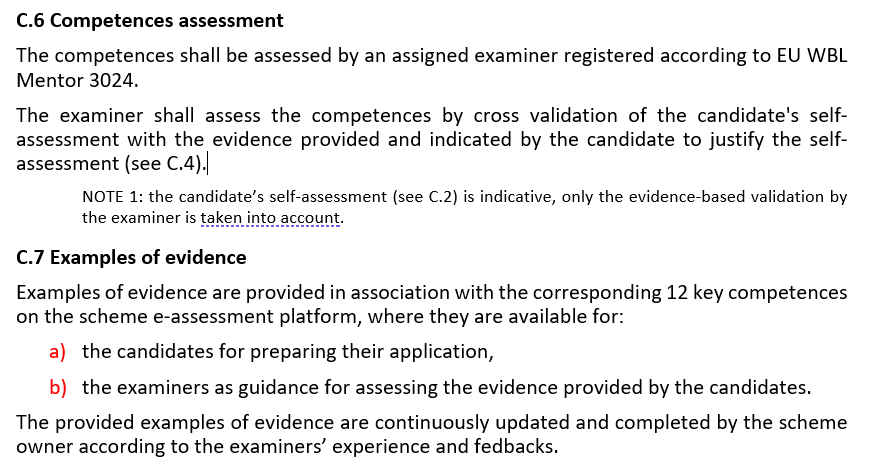 C.6 Competences assessment
The competences shall be assessed by an assigned examiner registered according to EU WBL
Mentor 3024.
The examiner shall assess the competences by cross validation of the candidate's self-
assessment with the evidence provided and indicated by the candidate to justify the self-
assessment (see C.4).
NOTE 1: the candidate’s self-assessment (see C.2) is indicative, only the evidence-based validation by
the examiner is taken into account.
C.7 Examples of evidence
Examples of evidence are provided in association with the corresponding 12 key competences
on the scheme e-assessment platform, where they are available for:
a) the candidates for preparing their application,
b) the examiners as guidance for assessing the evidence provided by the candidates.
The provided examples of evidence are continuously updated and completed by the scheme
owner according to the examiners’ experience and fedbacks.